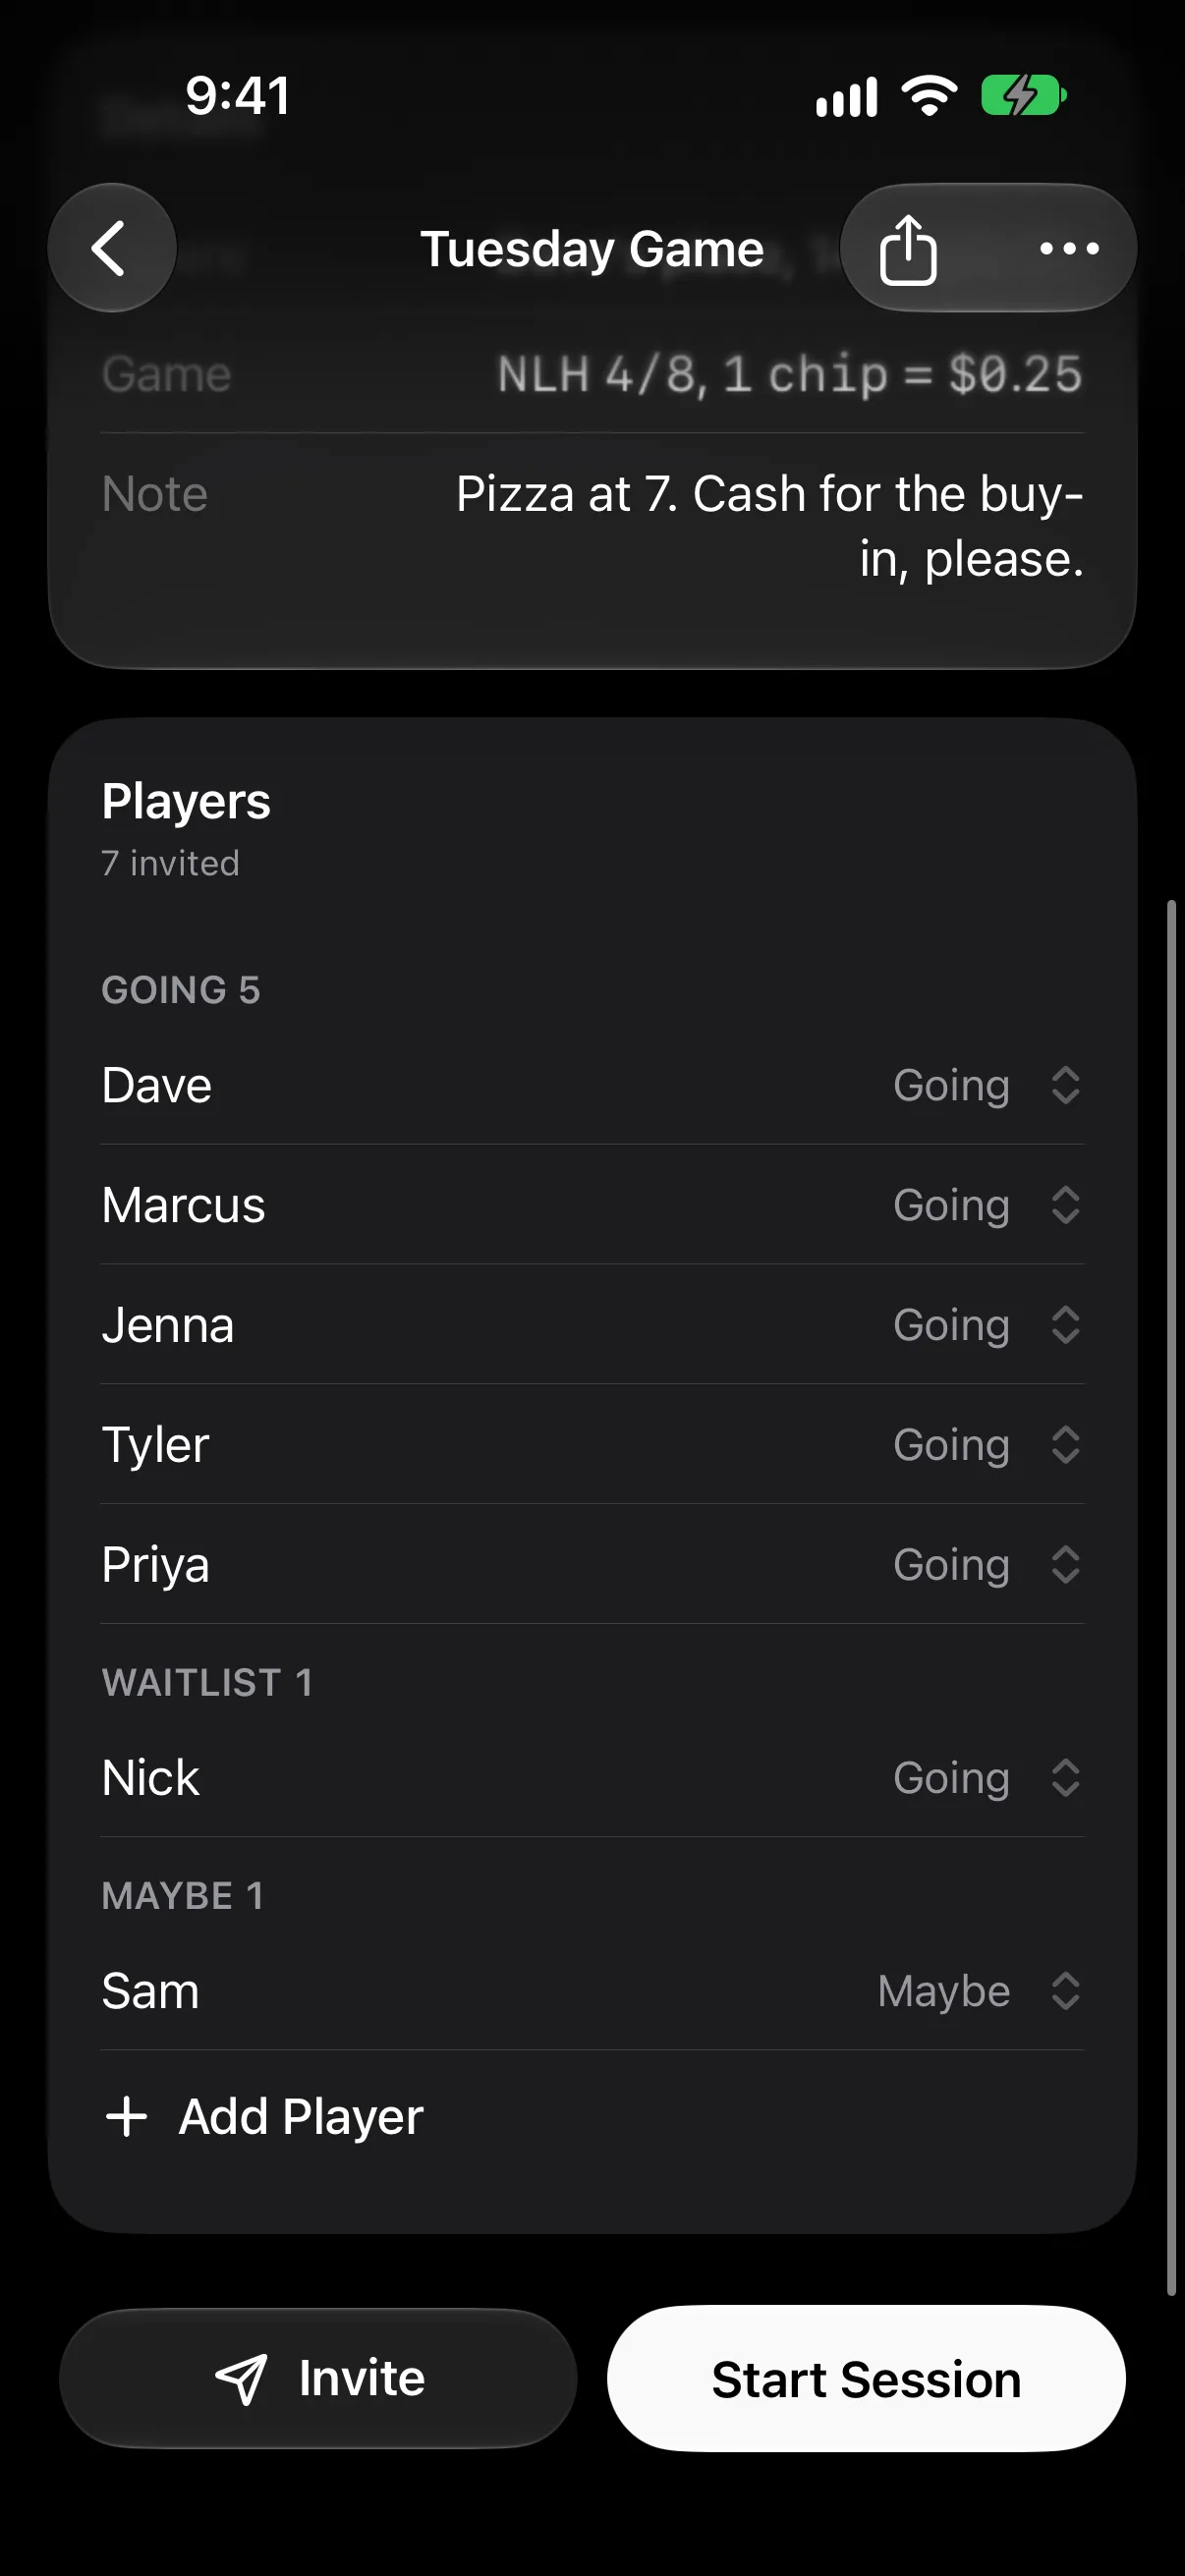 9:41
Tuesday Game
Game NLH 4/8, 1 chip = $0.25
Note Pizza at 7. Cash for the buy-
in, please.
Players
7 invited
GOING 5
Dave Going
Marcus Going
Jenna Going
Tyler Going
Priya Going
WAITLIST 1
Nick Going
MAYBE 1
Sam Maybe
Add Player
Invite
Start Session